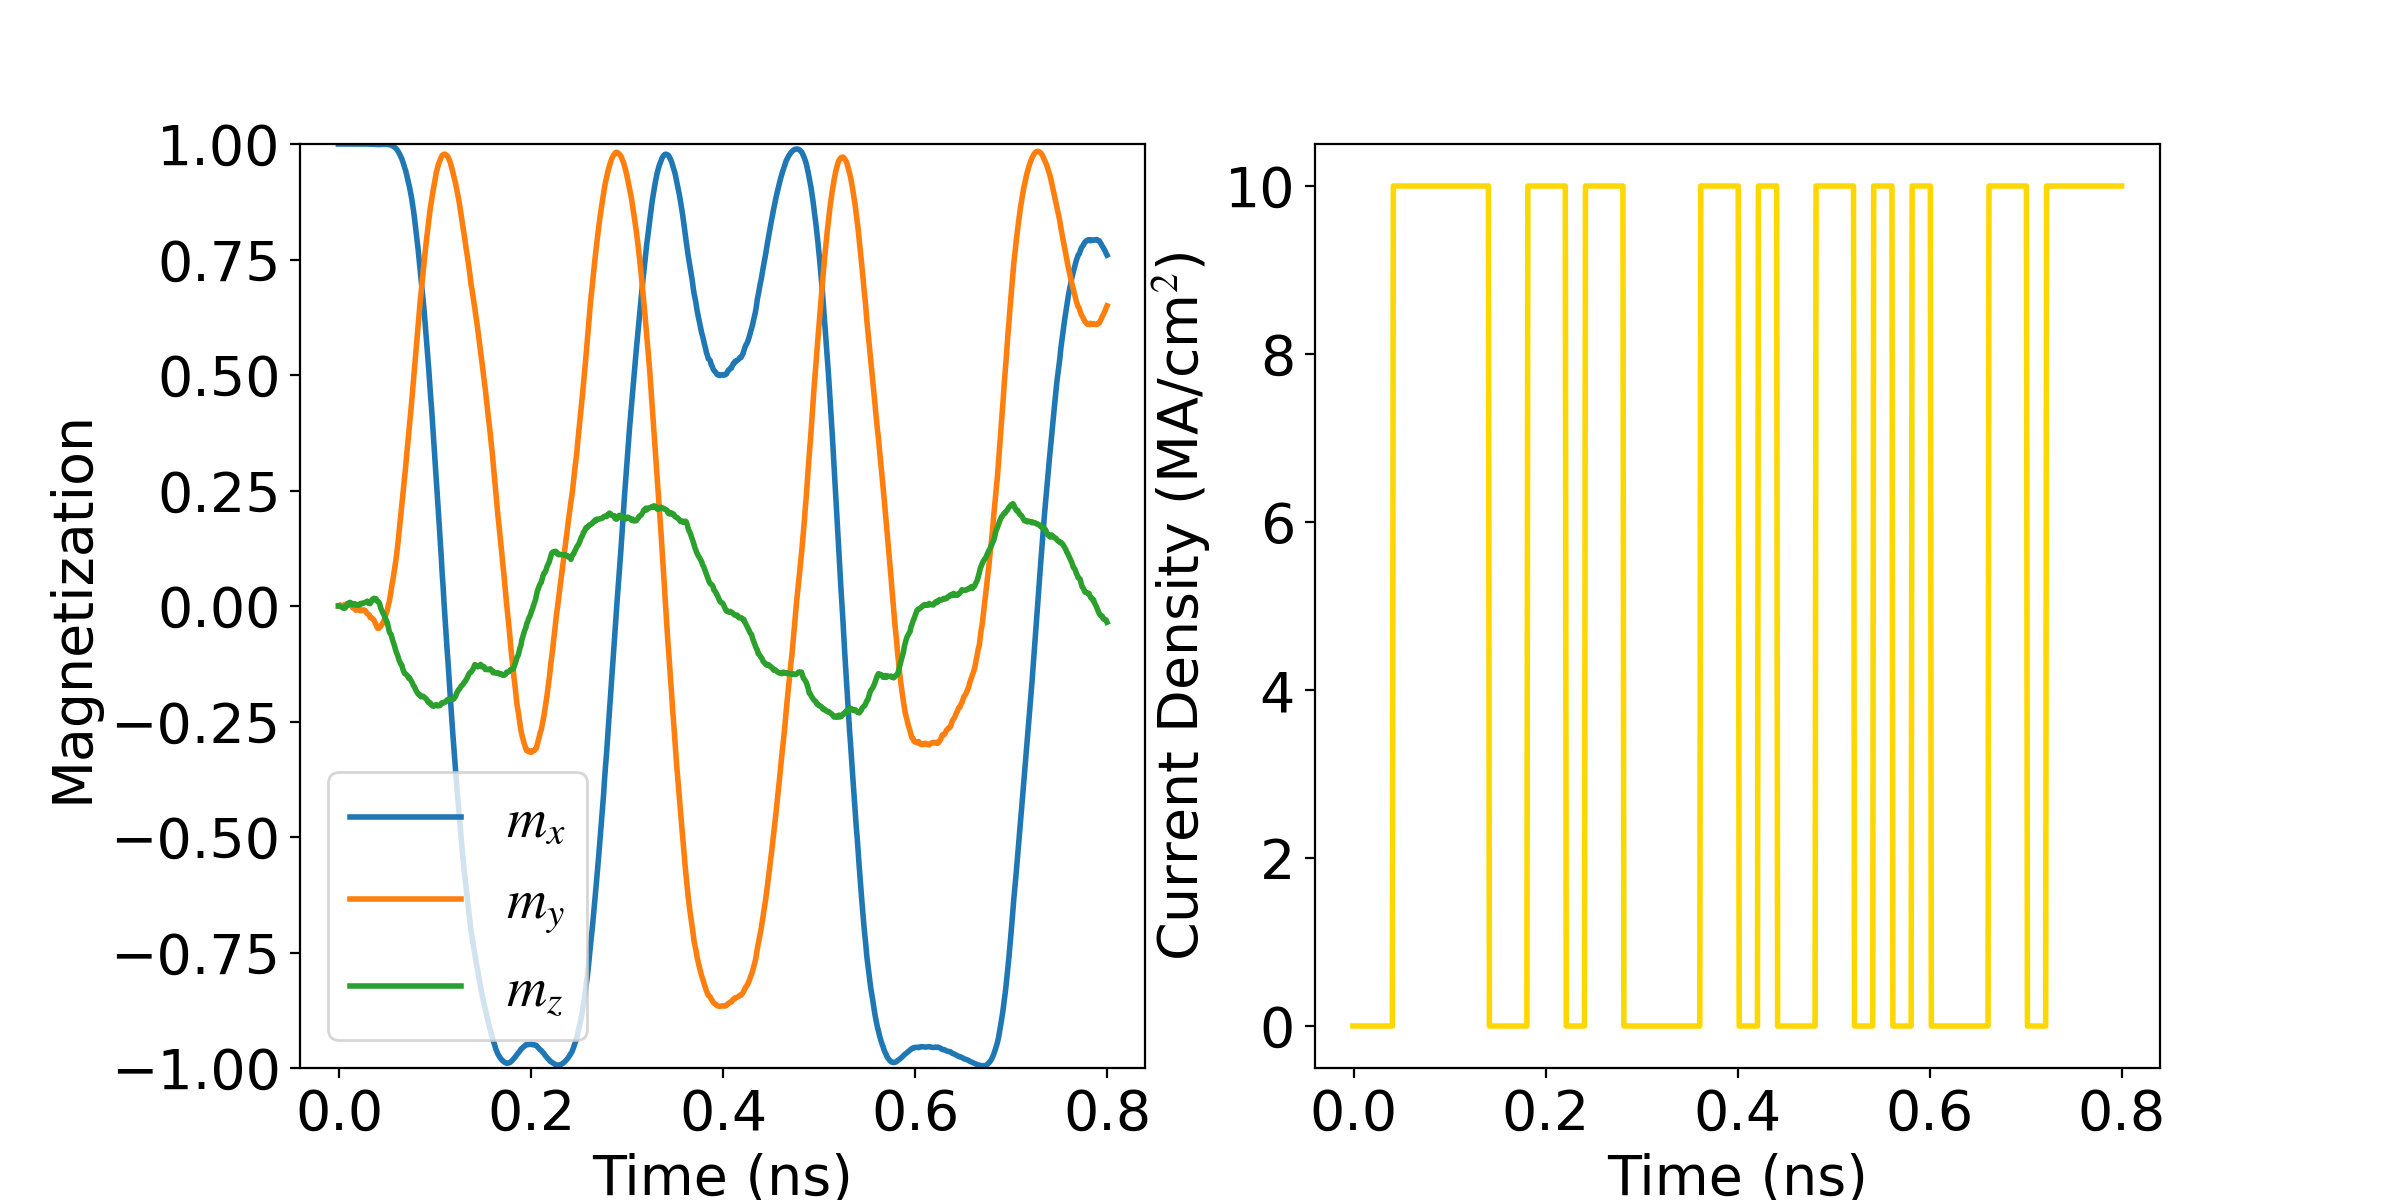 Magnetization
1.00
0.75
0.50
0.25
0.00
−0.25
−0.50
−0.75
−1.00
0.0 0.2 0.4 0.6 0.8
Time (ns)
m_x
m_y
m_z
Current Density (MA/cm²)
10
8
6
4
2
0
0.0 0.2 0.4 0.6 0.8
Time (ns)